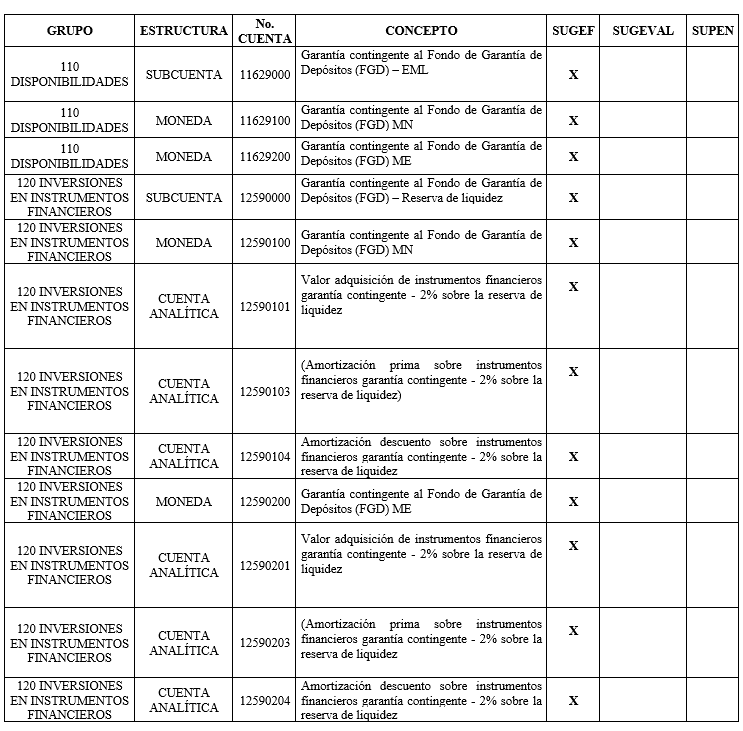 GRUPO ESTRUCTURA No. CUENTA CONCEPTO SUGEF SUGEVAL SUPEN
110 DISPONIBILIDADES SUBCUENTA 11629000 Garantía contingente al Fondo de Garantía de Depósitos (FGD) – EML X
110 DISPONIBILIDADES MONEDA 11629100 Garantía contingente al Fondo de Garantía de Depósitos (FGD) MN X
110 DISPONIBILIDADES MONEDA 11629200 Garantía contingente al Fondo de Garantía de Depósitos (FGD) ME X
120 INVERSIONES EN INSTRUMENTOS FINANCIEROS SUBCUENTA 12590000 Garantía contingente al Fondo de Garantía de Depósitos (FGD) – Reserva de liquidez X
120 INVERSIONES EN INSTRUMENTOS FINANCIEROS MONEDA 12590100 Garantía contingente al Fondo de Garantía de Depósitos (FGD) MN X
120 INVERSIONES EN INSTRUMENTOS FINANCIEROS CUENTA ANALÍTICA 12590101 Valor adquisición de instrumentos financieros garantía contingente - 2% sobre la reserva de liquidez X
120 INVERSIONES EN INSTRUMENTOS FINANCIEROS CUENTA ANALÍTICA 12590103 (Amortización prima sobre instrumentos financieros garantía contingente - 2% sobre la reserva de liquidez) X
120 INVERSIONES EN INSTRUMENTOS FINANCIEROS CUENTA ANALÍTICA 12590104 Amortización descuento sobre instrumentos financieros garantía contingente - 2% sobre la reserva de liquidez X
120 INVERSIONES EN INSTRUMENTOS FINANCIEROS MONEDA 12590200 Garantía contingente al Fondo de Garantía de Depósitos (FGD) ME X
120 INVERSIONES EN INSTRUMENTOS FINANCIEROS CUENTA ANALÍTICA 12590201 Valor adquisición de instrumentos financieros garantía contingente - 2% sobre la reserva de liquidez X
120 INVERSIONES EN INSTRUMENTOS FINANCIEROS CUENTA ANALÍTICA 12590203 (Amortización prima sobre instrumentos financieros garantía contingente - 2% sobre la reserva de liquidez X
120 INVERSIONES EN INSTRUMENTOS FINANCIEROS CUENTA ANALÍTICA 12590204 Amortización descuento sobre instrumentos financieros garantía contingente - 2% sobre la reserva de liquidez X